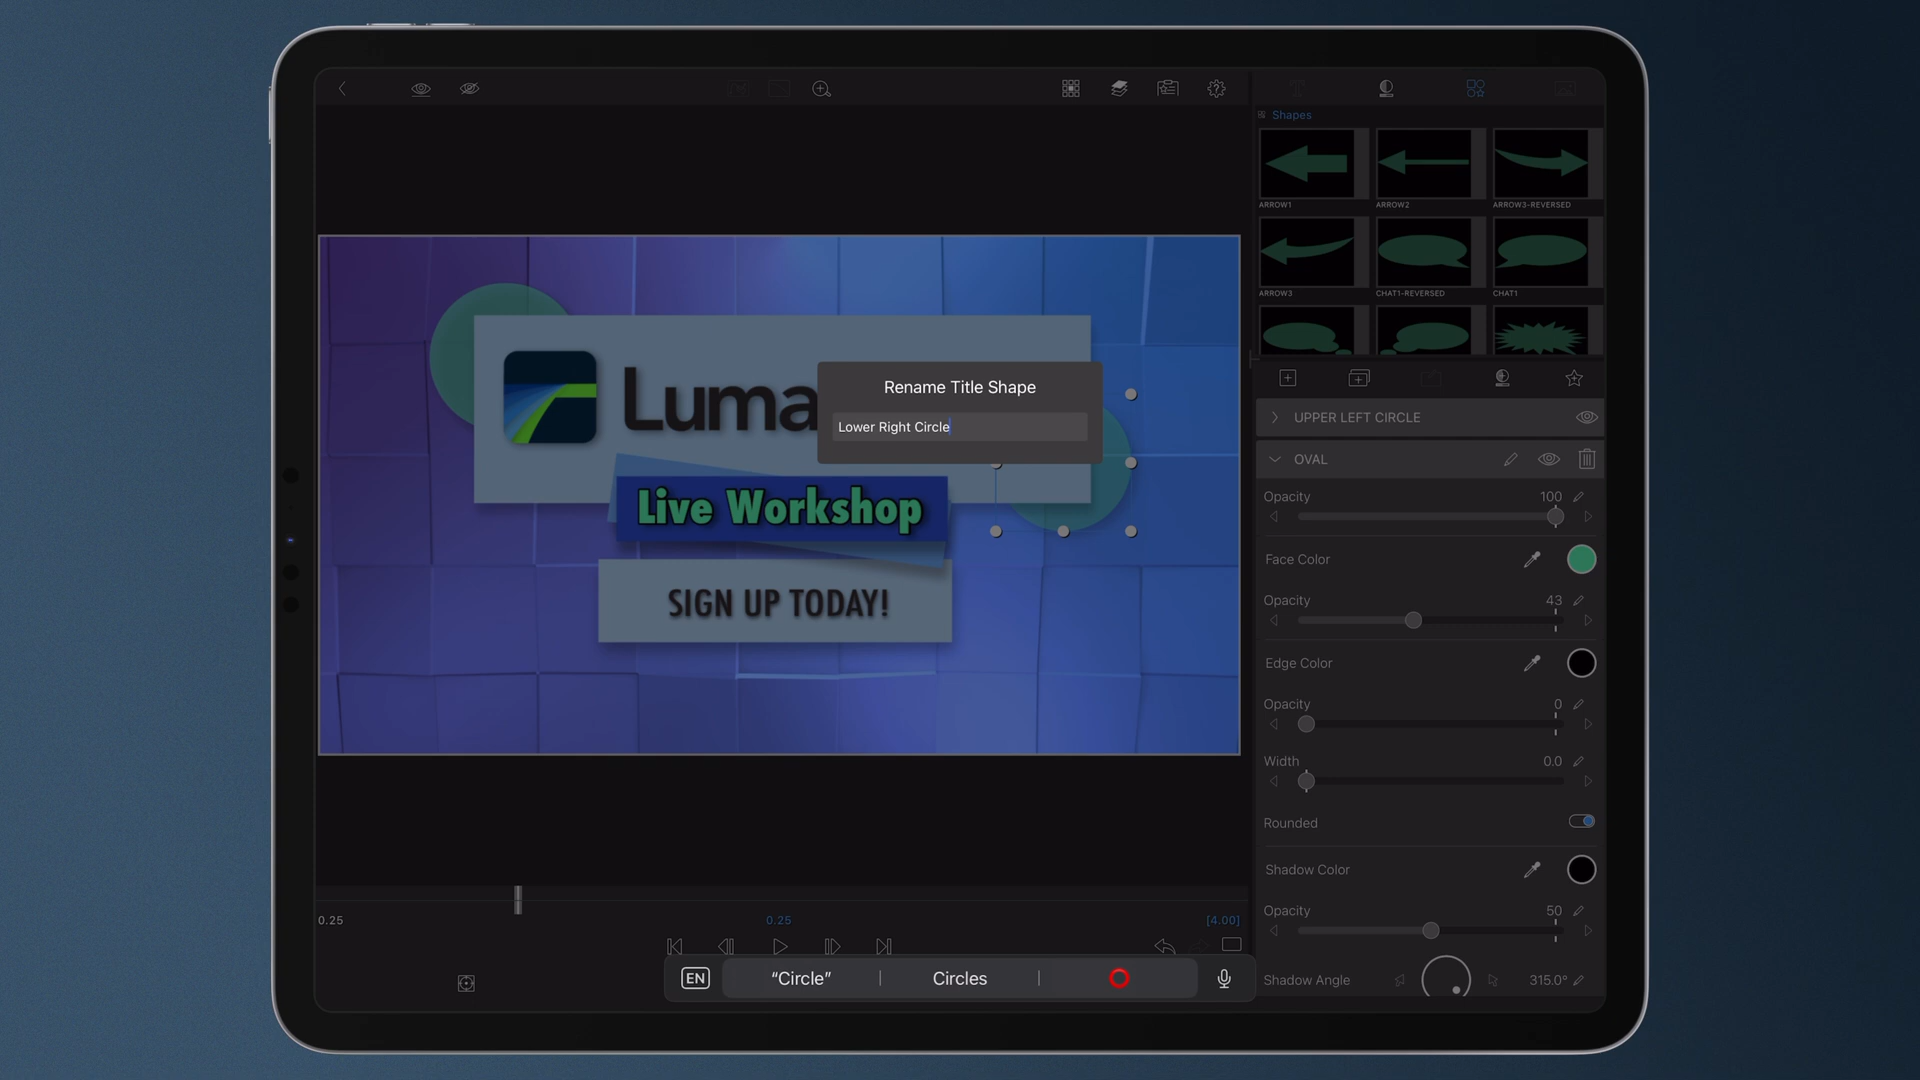 Shapes
ARROW1
ARROW2
ARROW3-REVERSED
ARROW3
CHAT1-REVERSED
CHAT1
Luma
Rename Title Shape
Lower Right Circle
Live Workshop
SIGN UP TODAY!
UPPER LEFT CIRCLE
OVAL
Opacity 100
Face Color
Opacity 43
Edge Color
Opacity 0
Width 0.0
Rounded
Shadow Color
Opacity 50
Shadow Angle 315.0°
0.25 0.25 [4.00]
EN “Circle” Circles